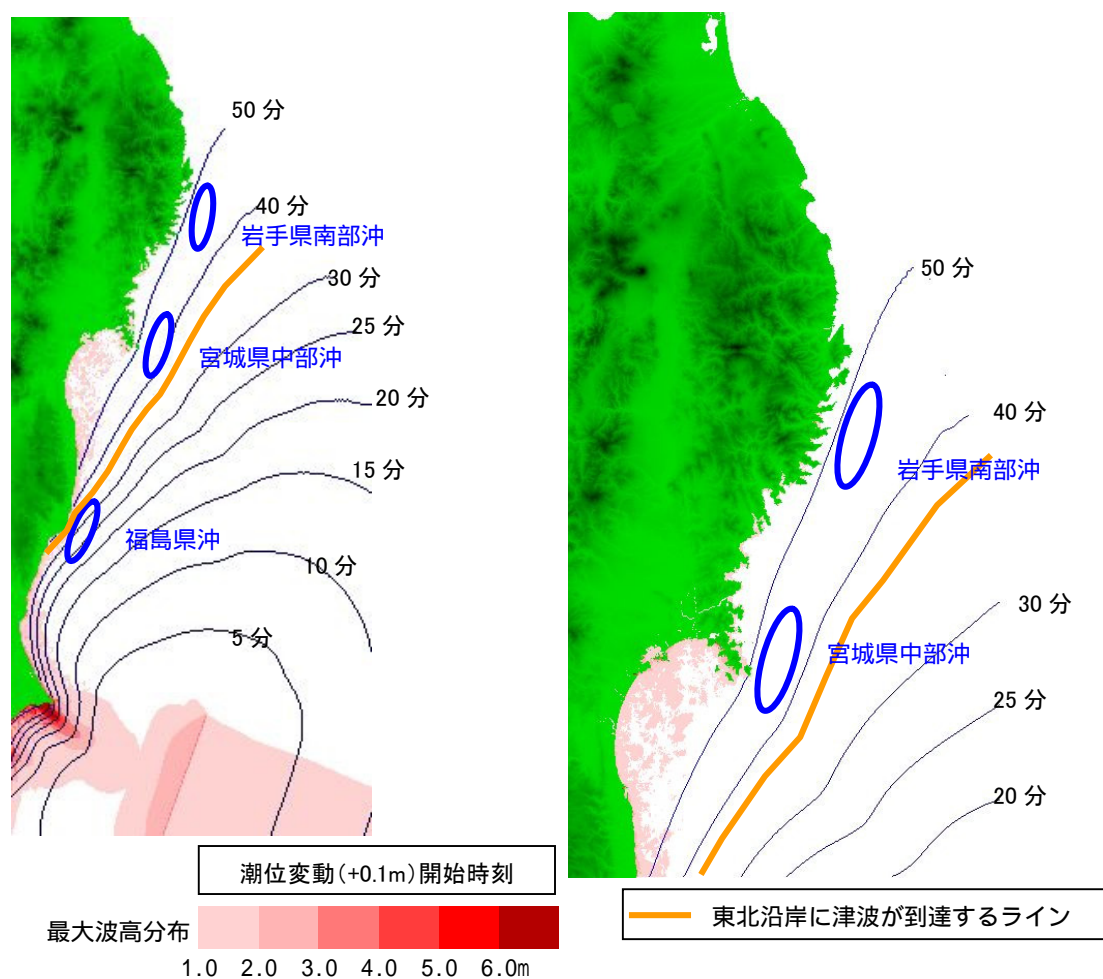 50 分
40 分
岩手県南部沖
30 分
25 分
宮城県中部沖
20 分
15 分
福島県沖
10 分
5 分
潮位変動(+0.1m)開始時刻
最大波高分布
1.0 2.0 3.0 4.0 5.0 6.0m
50 分
40 分
岩手県南部沖
30 分
宮城県中部沖
25 分
20 分
東北沿岸に津波が到達するライン